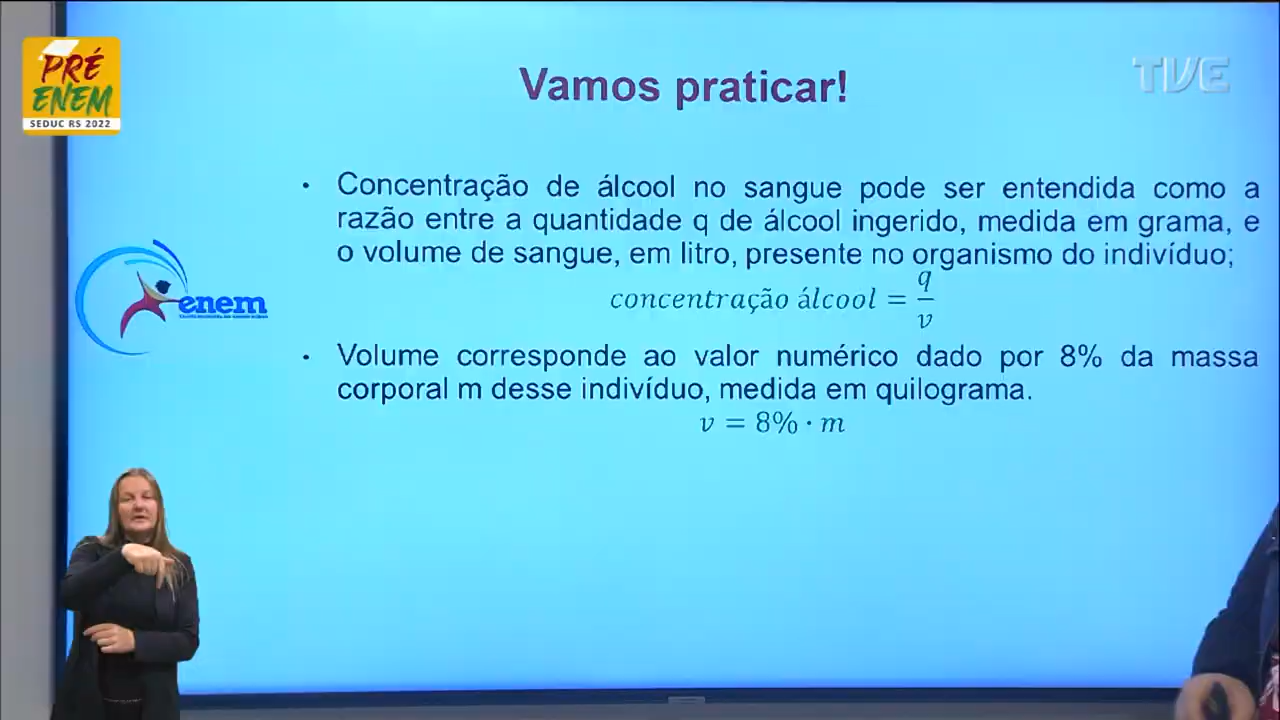 PRÉ
ENEM
SEDUC RS 2022
Vamos praticar!
TVE
• Concentração de álcool no sangue pode ser entendida como a
razão entre a quantidade q de álcool ingerido, medida em grama, e
o volume de sangue, em litro, presente no organismo do indivíduo;
concentração álcool = q/v
enem
• Volume corresponde ao valor numérico dado por 8% da massa
corporal m desse indivíduo, medida em quilograma.
v = 8% · m